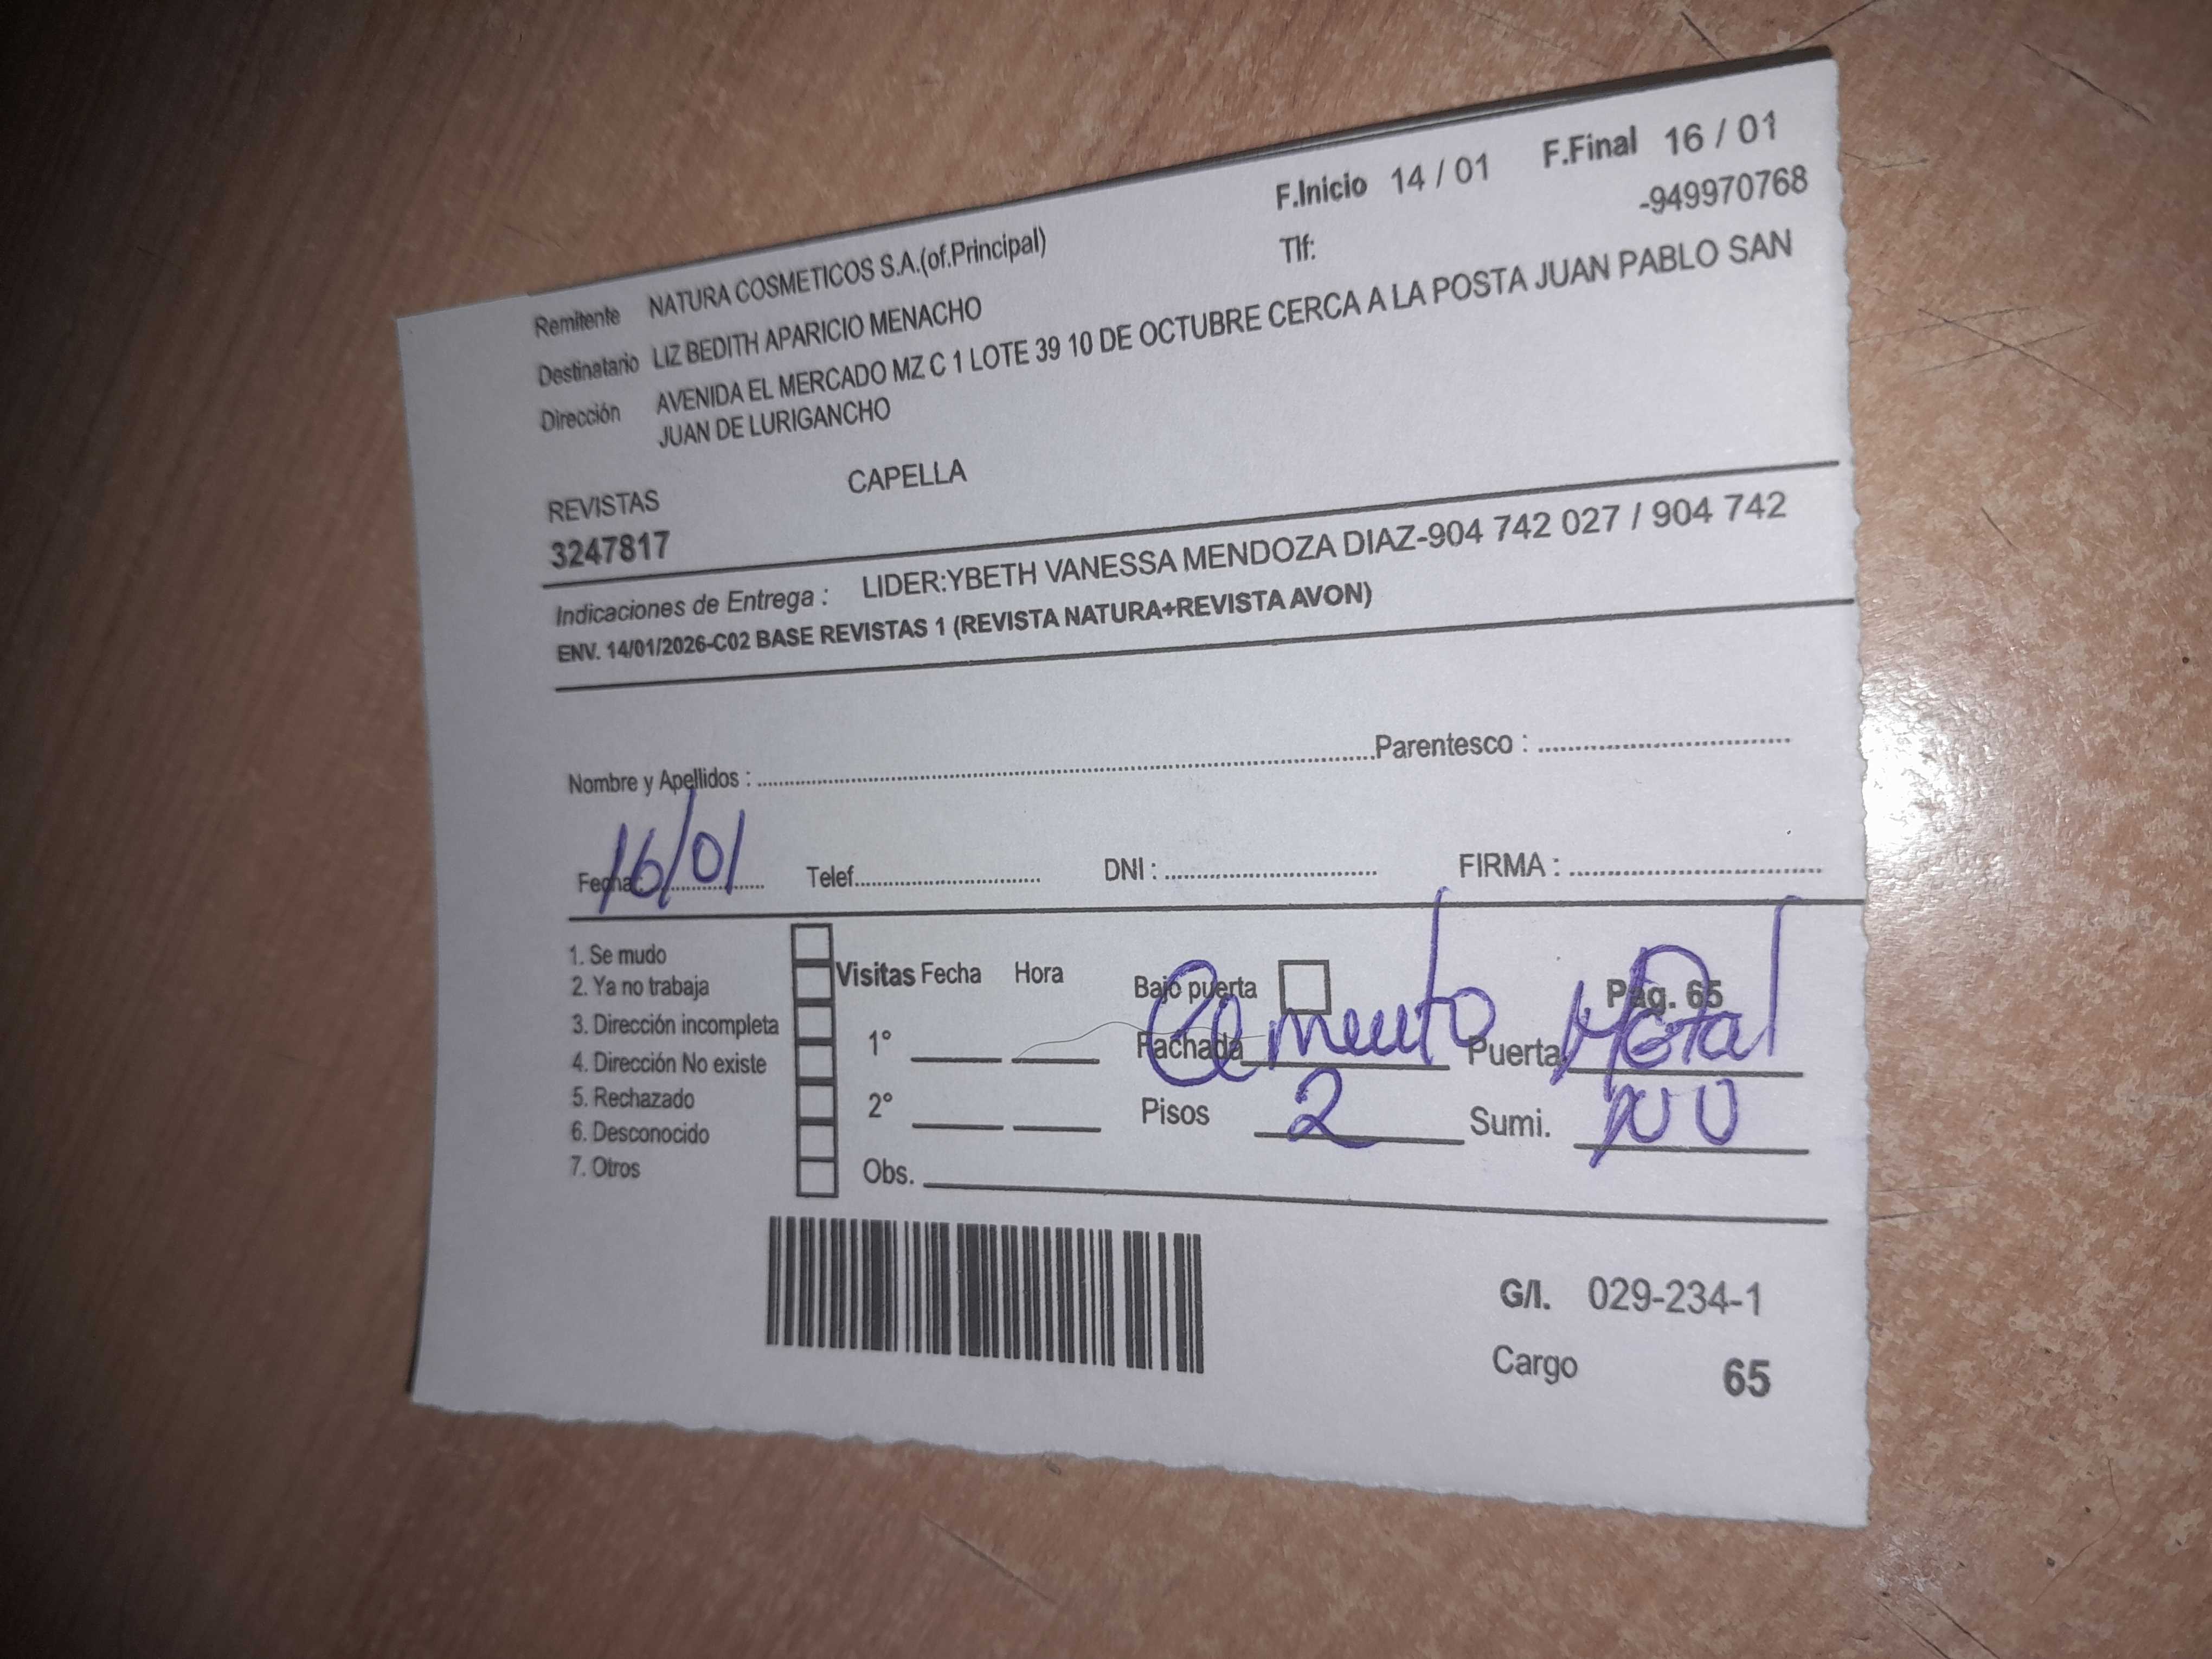 F.Inicio 14 / 01 F.Final 16 / 01
Remitente NATURA COSMETICOS S.A.(of.Principal) Tlf: -949970768
Destinatario LIZ BEDITH APARICIO MENACHO
Dirección AVENIDA EL MERCADO MZ C 1 LOTE 39 10 DE OCTUBRE CERCA A LA POSTA JUAN PABLO SAN
JUAN DE LURIGANCHO
REVISTAS CAPELLA
3247817
Indicaciones de Entrega : LIDER:YBETH VANESSA MENDOZA DIAZ-904 742 027 / 904 742
ENV. 14/01/2026-C02 BASE REVISTAS 1 (REVISTA NATURA+REVISTA AVON)
Nombre y Apellidos : Parentesco :
Fecha: 16/01 Telef. DNI : FIRMA :
1. Se mudo
2. Ya no trabaja
3. Dirección incompleta
4. Dirección No existe
5. Rechazado
6. Desconocido
7. Otros
Visitas Fecha Hora Bajo puerta Pag. 65
1° Fachada Cemento Puerta Metal
2° Pisos 2 Sumi.
Obs.
G/I. 029-234-1
Cargo 65